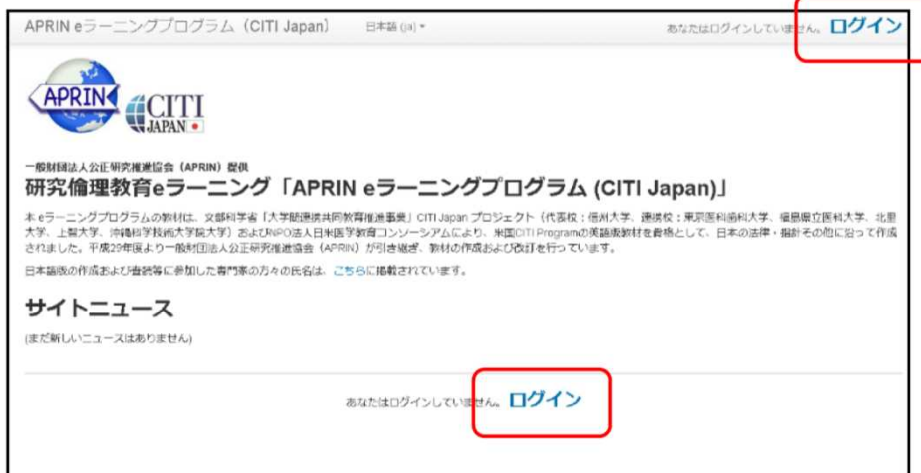 APRIN eラーニングプログラム（CITI Japan） 日本語 (ja) あなたはログインしていません。 ログイン
APRIN
CITI
JAPAN
一般財団法人公正研究推進協会（APRIN）提供
研究倫理教育eラーニング「APRIN eラーニングプログラム (CITI Japan)」
本 eラーニングプログラムの教材は、文部科学省「大学間連携共同教育推進事業」CITI Japan プロジェクト（代表校：信州大学、連携校：東京医科歯科大学、福島県立医科大学、北里
大学、上智大学、沖縄科学技術大学院大学）およびNPO法人日米医学教育コンソーシアムにより、米国CITI Programの英語版教材を骨格として、日本の法律・指針その他に沿って作成
されました。平成29年度より一般財団法人公正研究推進協会（APRIN）が引き継ぎ、教材の作成および改訂を行っています。
日本語版の作成および査読等に参加した専門家の方々の氏名は、こちらに掲載されています。
サイトニュース
(まだ新しいニュースはありません)
あなたはログインしていません。 ログイン